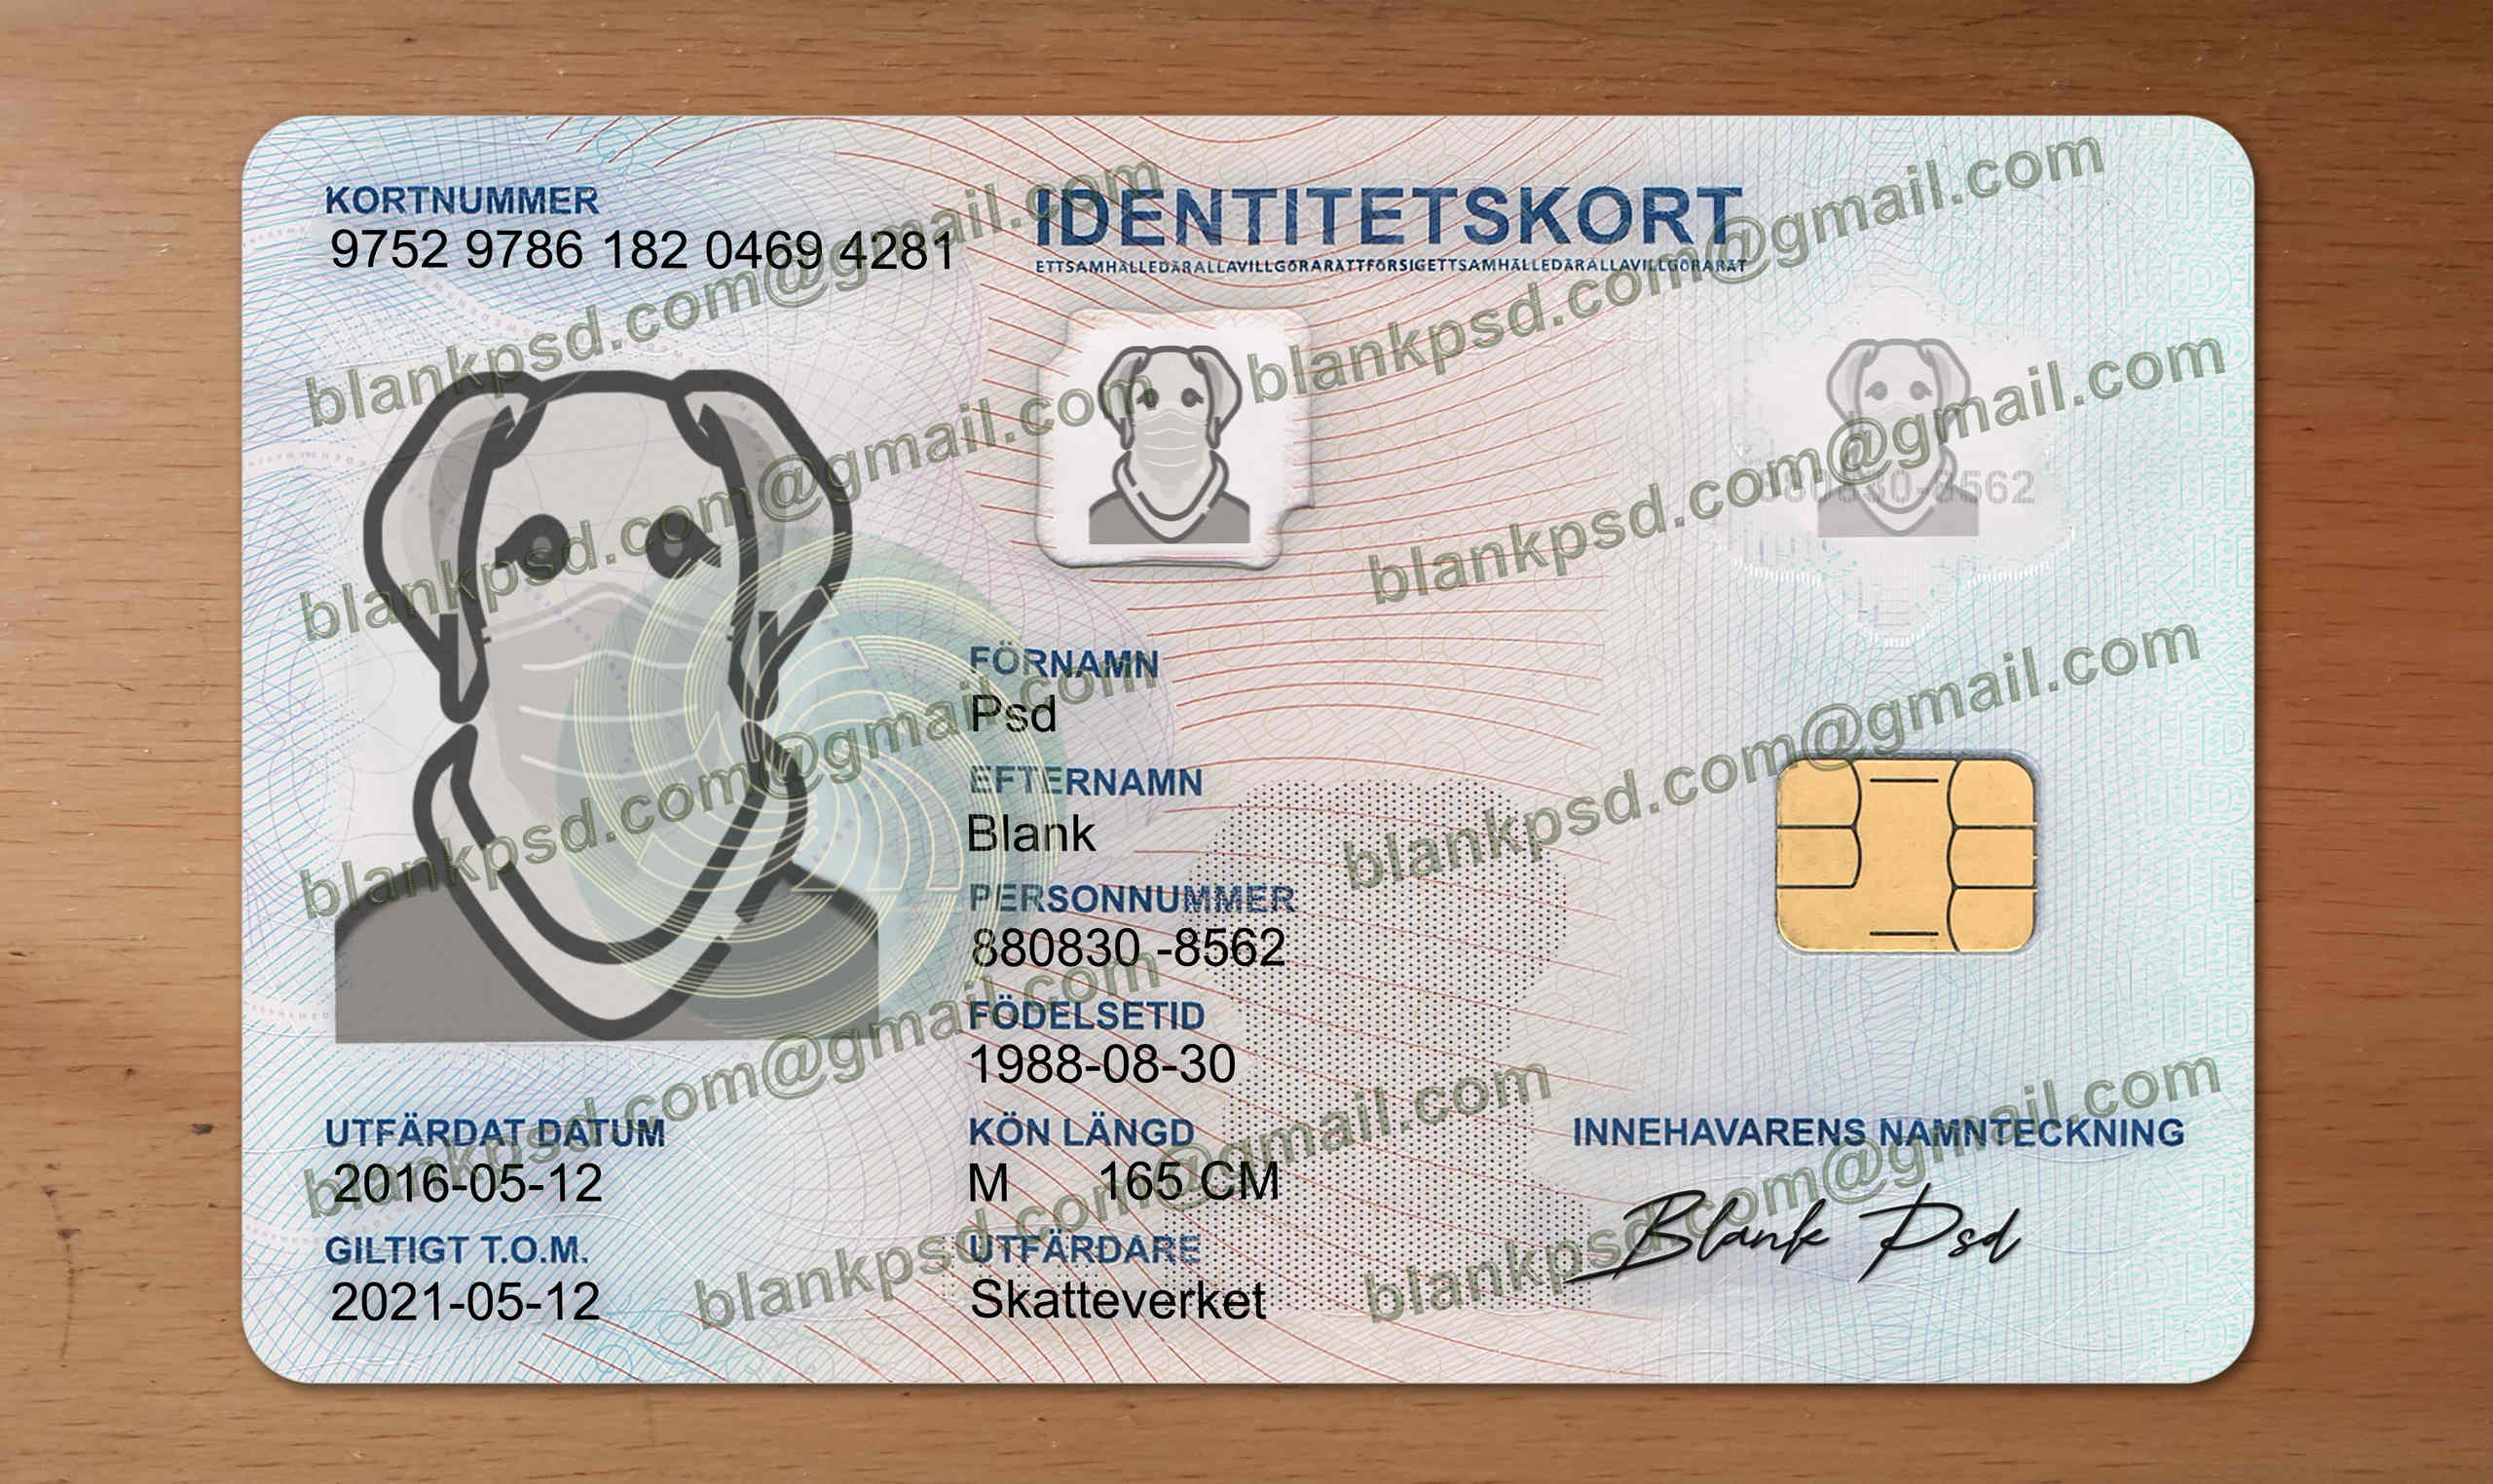 KORTNUMMER
9752 9786 182 0469 4281
IDENTITETSKORT
ETTSAMHÄLLEDÄRALLAVILLGÖRARÄTTFÖRSIGETTSAMHÄLLEDÄRALLAVILLGÖRARÄT
blankpsd.com@gmail.com
blankpsd.com@gmail.com
blankpsd.com@gmail.com
blankpsd.com@gmail.com
880830-8562
FÖRNAMN
Psd
EFTERNAMN
Blank
PERSONNUMMER
880830 -8562
FÖDELSETID
1988-08-30
blankpsd.com@gmail.com
blankpsd.com@gmail.com
UTFÄRDAT DATUM
2016-05-12
GILTIGT T.O.M.
2021-05-12
blankpsd.com@gmail.com
KÖN LÄNGD
M 165 CM
UTFÄRDARE
Skatteverket
blankpsd.com@gmail.com
INNEHAVARENS NAMNTECKNING
Blank Psd
blankpsd.com@gmail.com